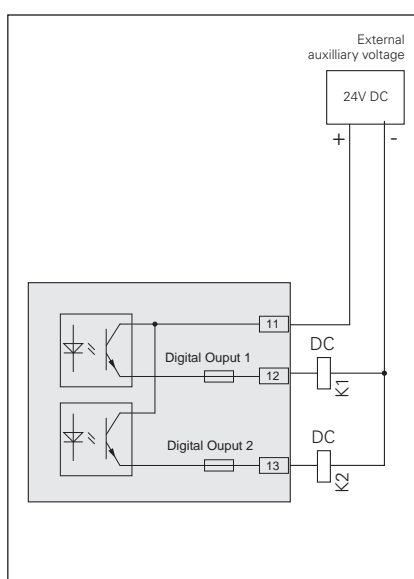 External
auxilliary voltage
24V DC
+ -
11
DC
Digital Ouput 1
12
K1
DC
Digital Ouput 2
13
K2